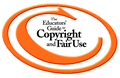 The
Educators'
Guide to
Copyright
and Fair Use